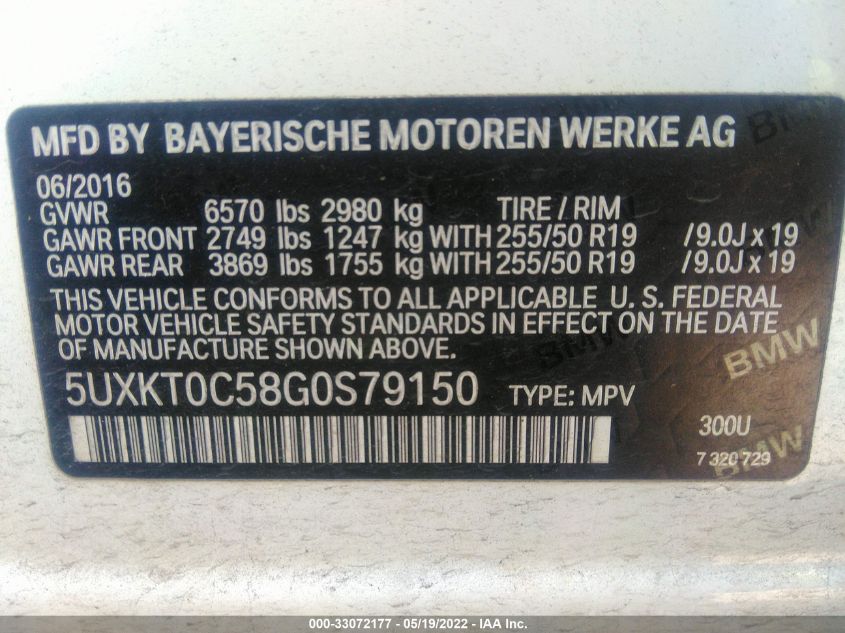 MFD BY BAYERISCHE MOTOREN WERKE AG
06/2016
GVWR 6570 lbs 2980 kg TIRE / RIM
GAWR FRONT 2749 lbs 1247 kg WITH 255/50 R19 /9.0J x 19
GAWR REAR 3869 lbs 1755 kg WITH 255/50 R19 /9.0J x 19
THIS VEHICLE CONFORMS TO ALL APPLICABLE U. S. FEDERAL
MOTOR VEHICLE SAFETY STANDARDS IN EFFECT ON THE DATE
OF MANUFACTURE SHOWN ABOVE.
5UXKT0C58G0S79150 TYPE: MPV
300U
7 320 729
BMW
BMW
BMW
BMW
BMW
000-33072177 - 05/19/2022 - IAA Inc.